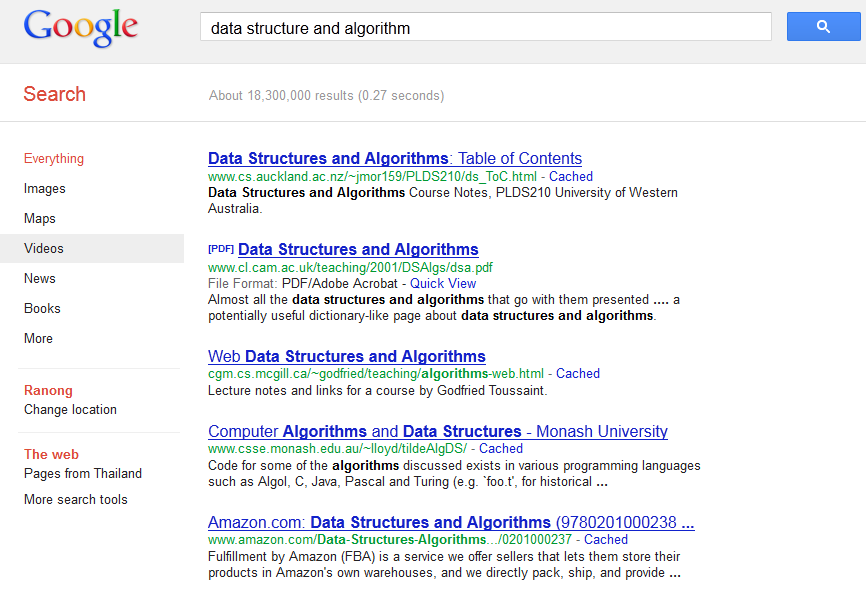 Google
data structure and algorithm
Search
About 18,300,000 results (0.27 seconds)
Everything
Images
Maps
Videos
News
Books
More
Ranong
Change location
The web
Pages from Thailand
More search tools
Data Structures and Algorithms: Table of Contents
www.cs.auckland.ac.nz/~jmor159/PLDS210/ds_ToC.html - Cached
Data Structures and Algorithms Course Notes, PLDS210 University of Western
Australia.
[PDF] Data Structures and Algorithms
www.cl.cam.ac.uk/teaching/2001/DSAlgs/dsa.pdf
File Format: PDF/Adobe Acrobat - Quick View
Almost all the data structures and algorithms that go with them presented .... a
potentially useful dictionary-like page about data structures and algorithms.
Web Data Structures and Algorithms
cgm.cs.mcgill.ca/~godfried/teaching/algorithms-web.html - Cached
Lecture notes and links for a course by Godfried Toussaint.
Computer Algorithms and Data Structures - Monash University
www.csse.monash.edu.au/~lloyd/tildeAlgDS/ - Cached
Code for some of the algorithms discussed exists in various programming languages
such as Algol, C, Java, Pascal and Turing (e.g. `foo.t', for historical ...
Amazon.com: Data Structures and Algorithms (9780201000238 ...
www.amazon.com/Data-Structures-Algorithms.../0201000237 - Cached
Fulfillment by Amazon (FBA) is a service we offer sellers that lets them store their
products in Amazon's own warehouses, and we directly pack, ship, and provide ...